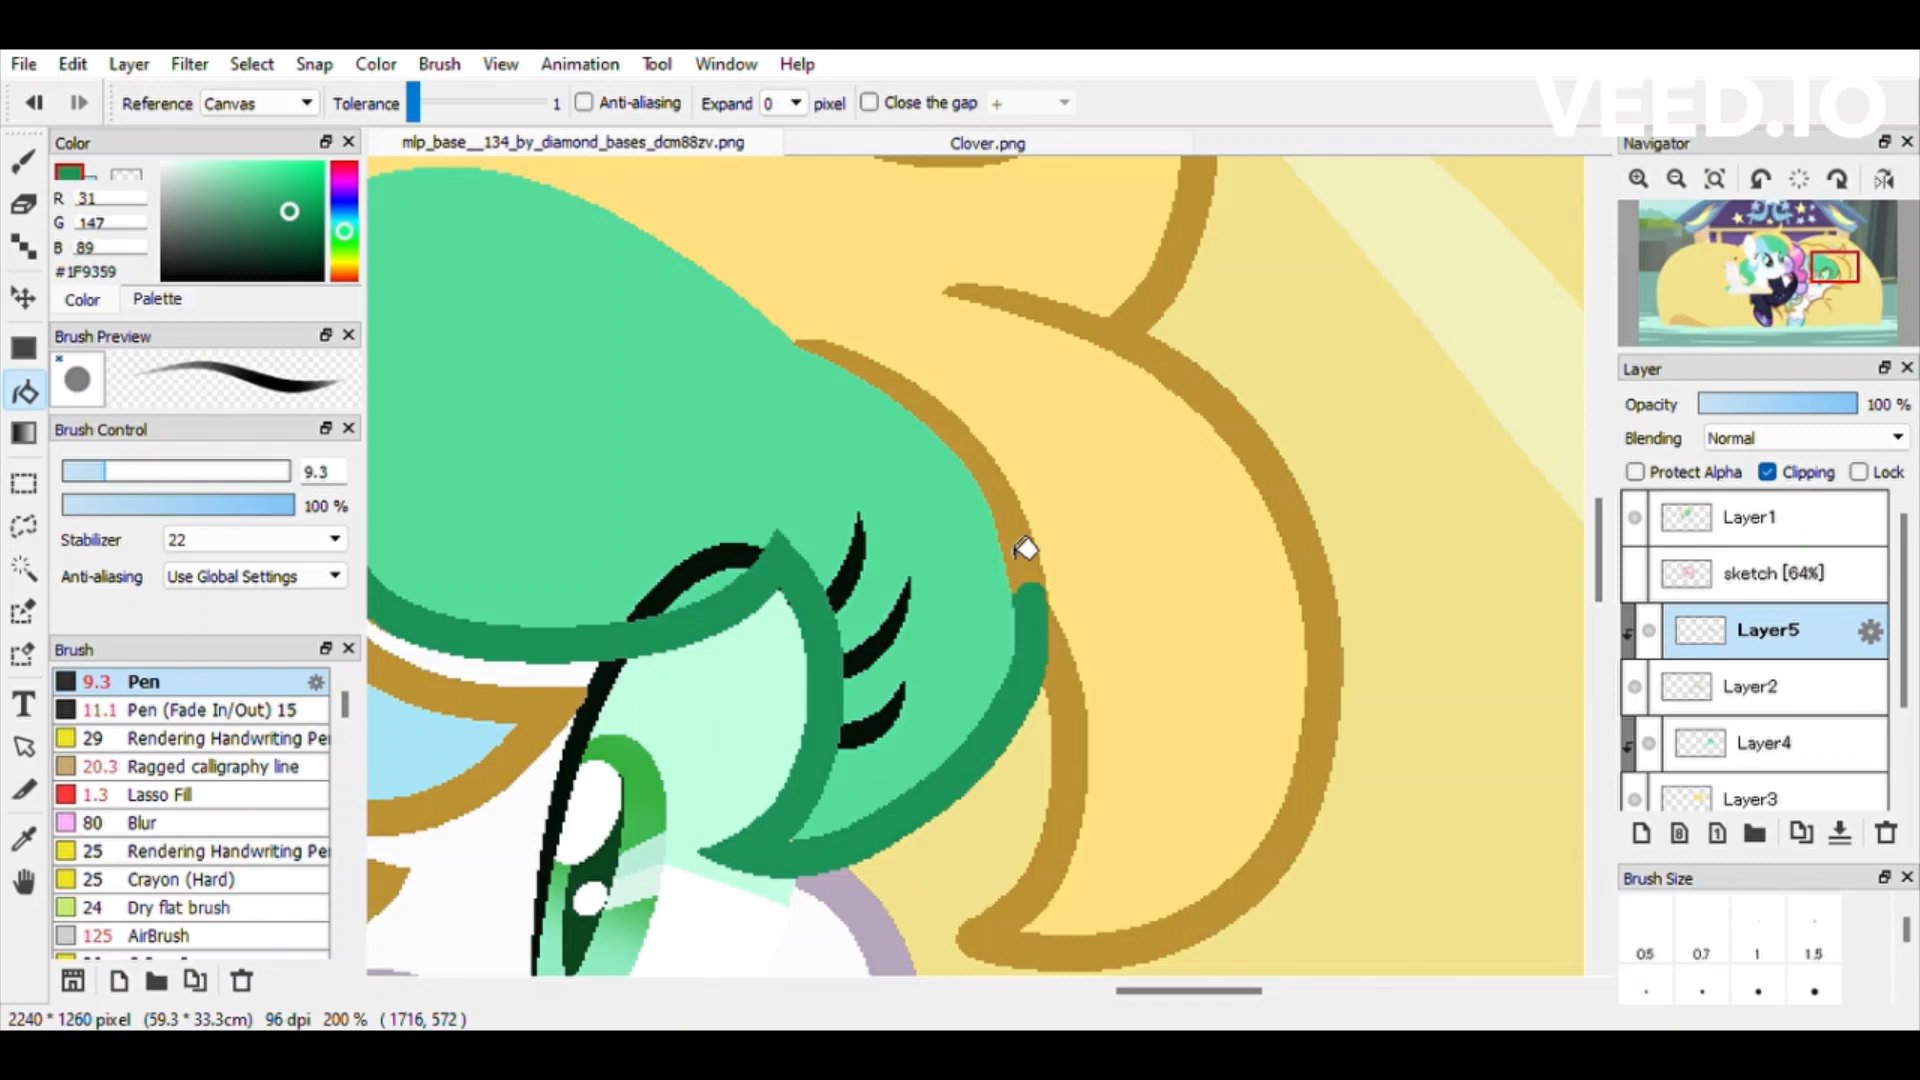 File Edit Layer Filter Select Snap Color Brush View Animation Tool Window Help
VEED.IO
Reference Canvas Tolerance 1 Anti-aliasing Expand 0 pixel Close the gap +
Color
mlp_base__134_by_diamond_bases_dcm88zv.png
Clover.png
Navigator
R 31
G 147
B 89
#1F9359
Color Palette
Brush Preview
Brush Control
9.3
100 %
Stabilizer 22
Anti-aliasing Use Global Settings
Brush
9.3 Pen
11.1 Pen (Fade In/Out) 15
29 Rendering Handwriting Pe
20.3 Ragged calligraphy line
1.3 Lasso Fill
80 Blur
25 Rendering Handwriting Pe
25 Crayon (Hard)
24 Dry flat brush
125 AirBrush
Layer
Opacity 100 %
Blending Normal
Protect Alpha Clipping Lock
Layer1
sketch [64%]
Layer5
Layer2
Layer4
Layer3
8 1
Brush Size
0.5 0.7 1 1.5
2240 * 1260 pixel (59.3 * 33.3cm) 96 dpi 200 % ( 1716, 572 )